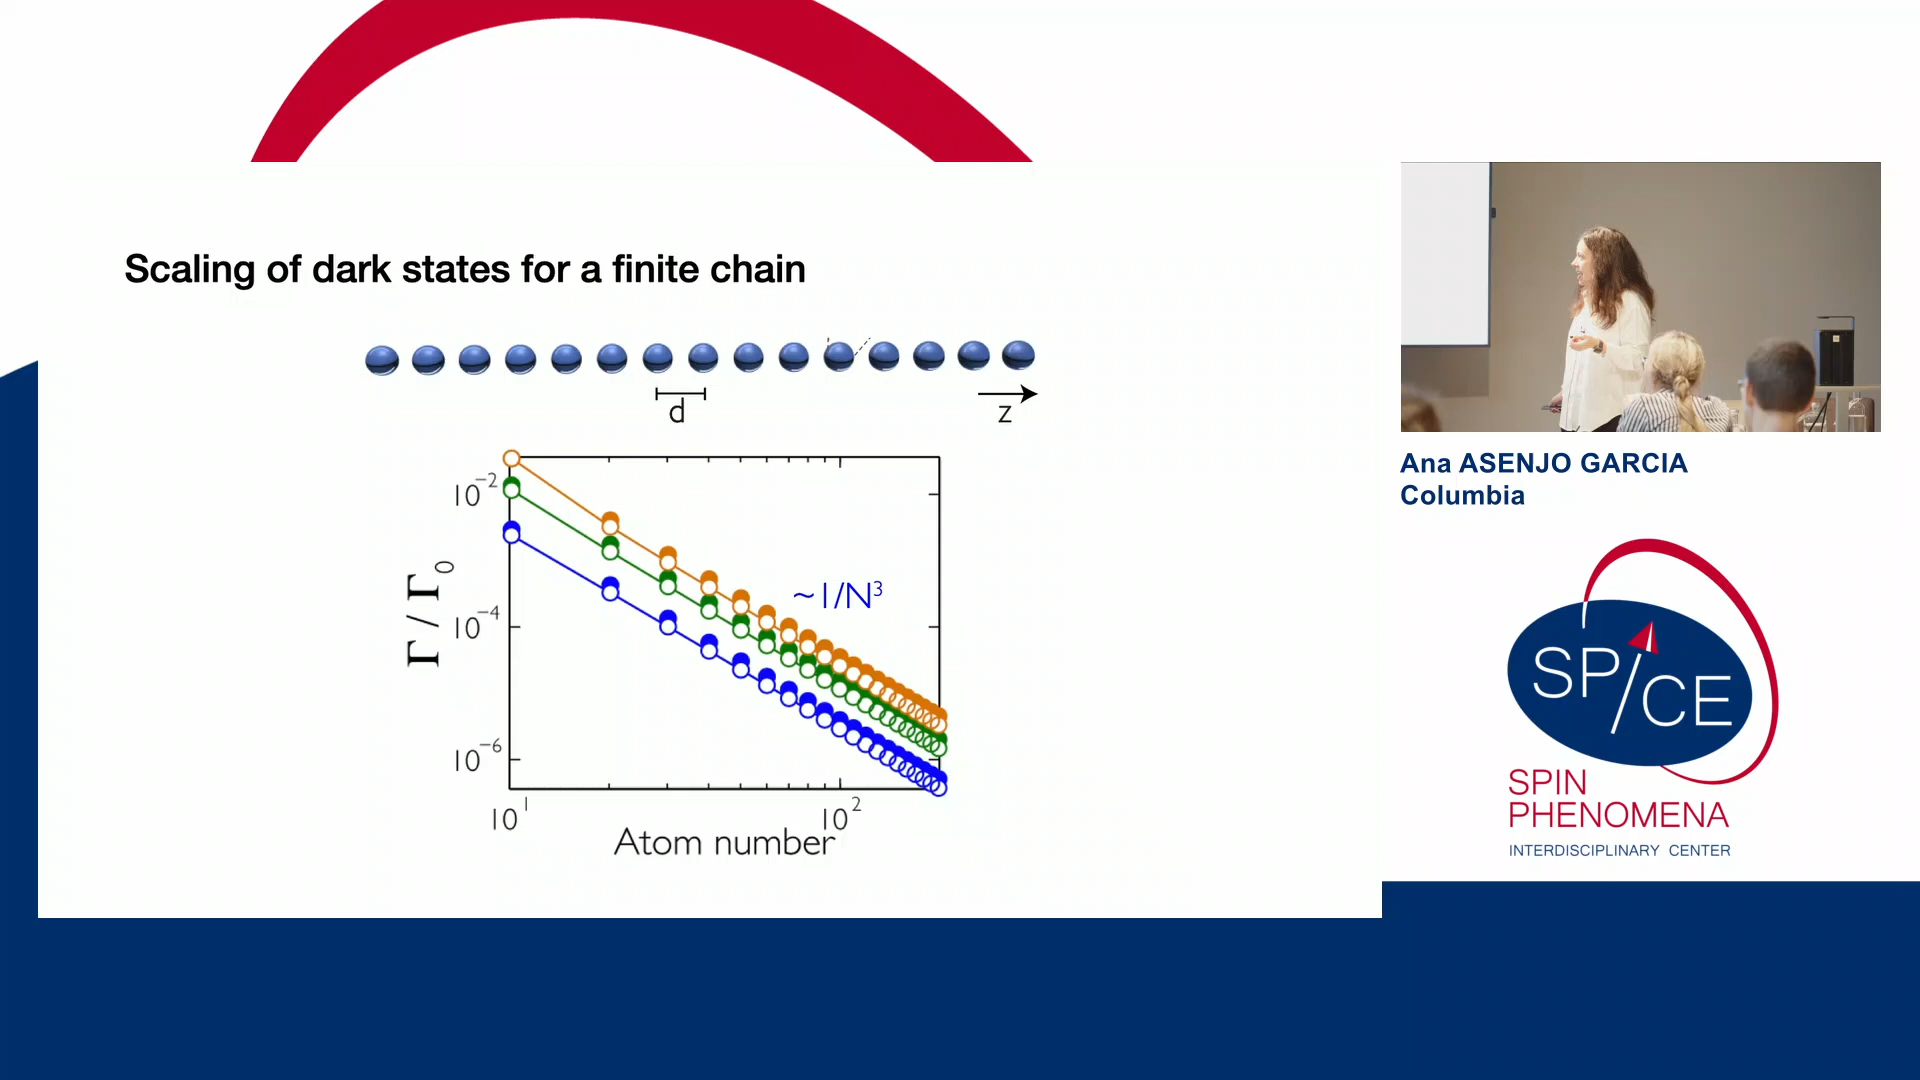 Scaling of dark states for a finite chain
d
z
10⁻²
10⁻⁴
10⁻⁶
Γ / Γ₀
~1/N³
10¹
10²
Atom number
Ana ASENJO GARCIA
Columbia
SP/CE
SPIN
PHENOMENA
INTERDISCIPLINARY CENTER